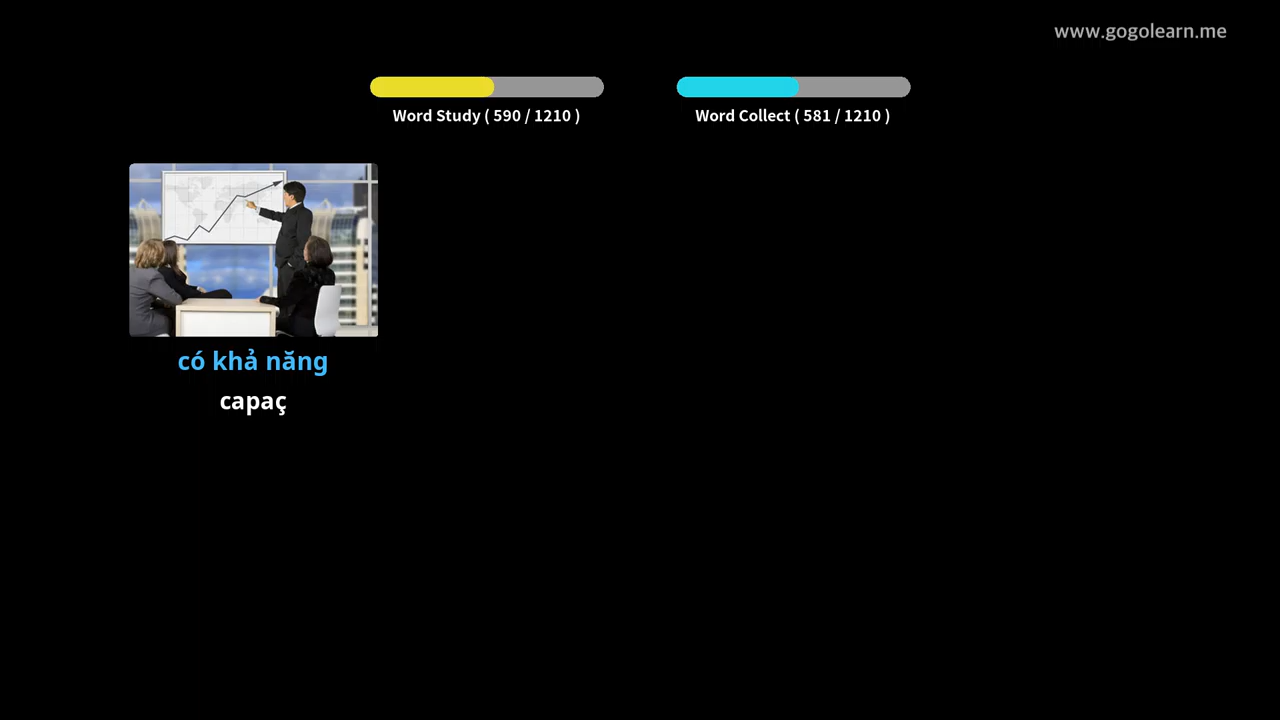 www.gogolearn.me
Word Study ( 590 / 1210 )
Word Collect ( 581 / 1210 )
có khả năng
capaç